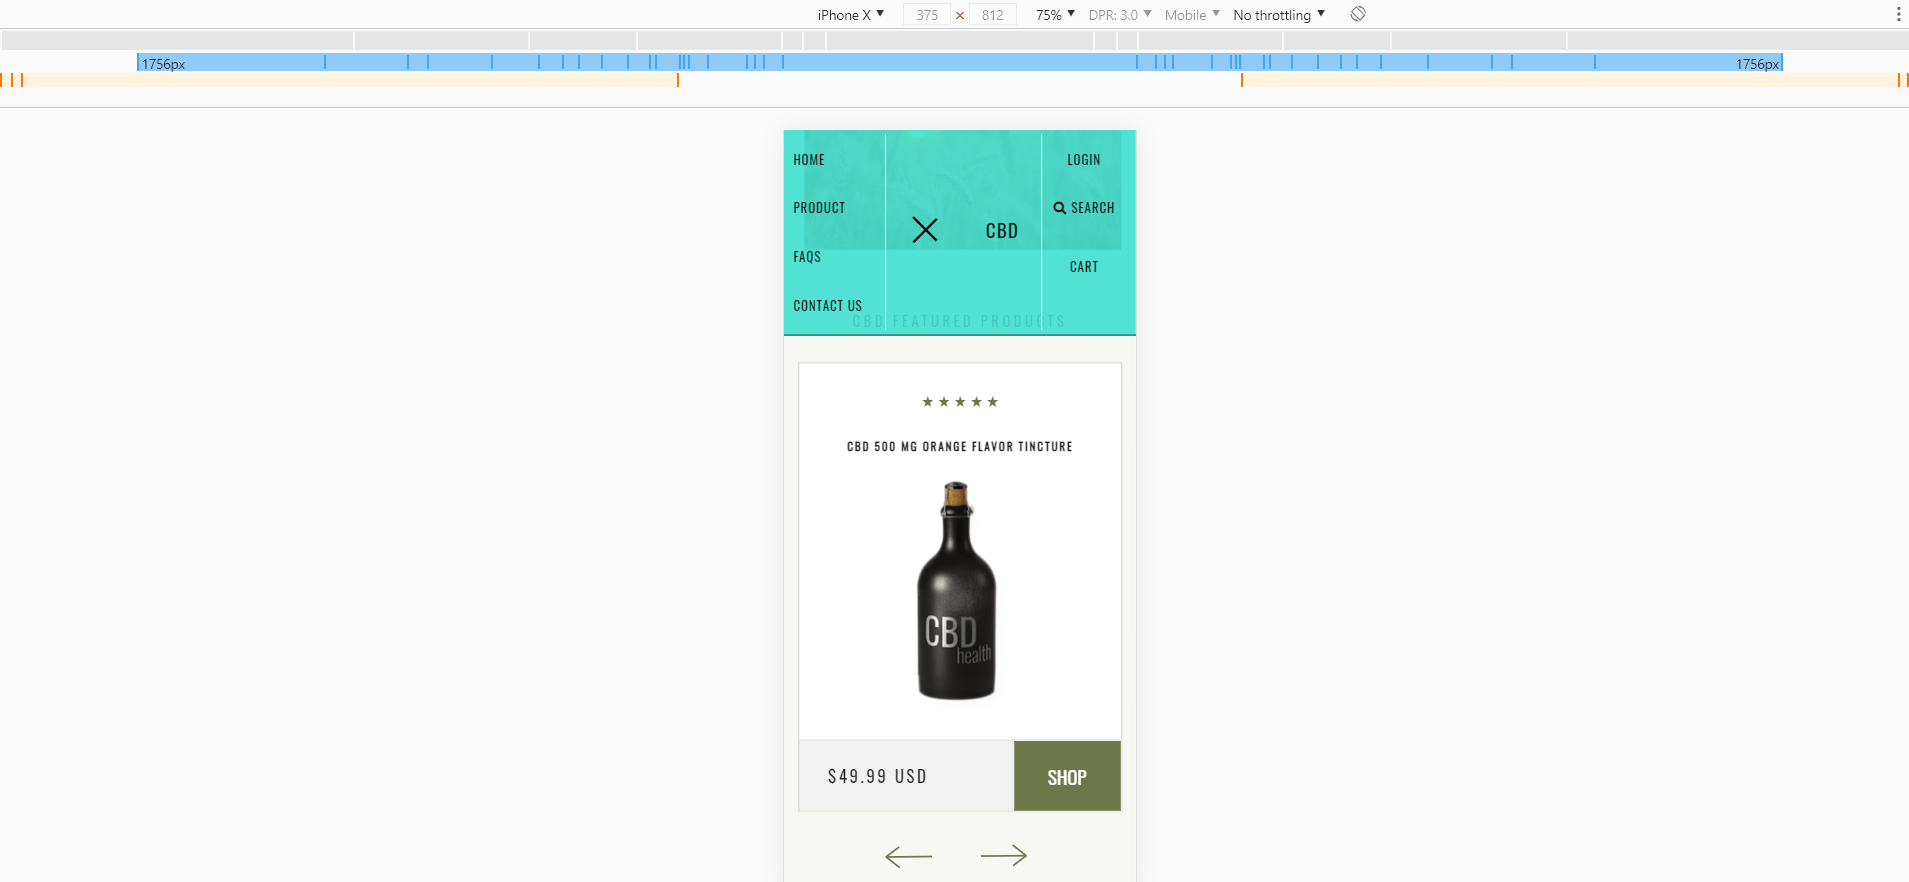 iPhone X 375 × 812 75% DPR: 3.0 Mobile No throttling
1756px 1756px
HOME
LOGIN
PRODUCT
SEARCH
CBD
FAQS
CART
CONTACT US
CBD FEATURED PRODUCTS
★★★★★
CBD 500 MG ORANGE FLAVOR TINCTURE
CBD
health
$49.99 USD
SHOP